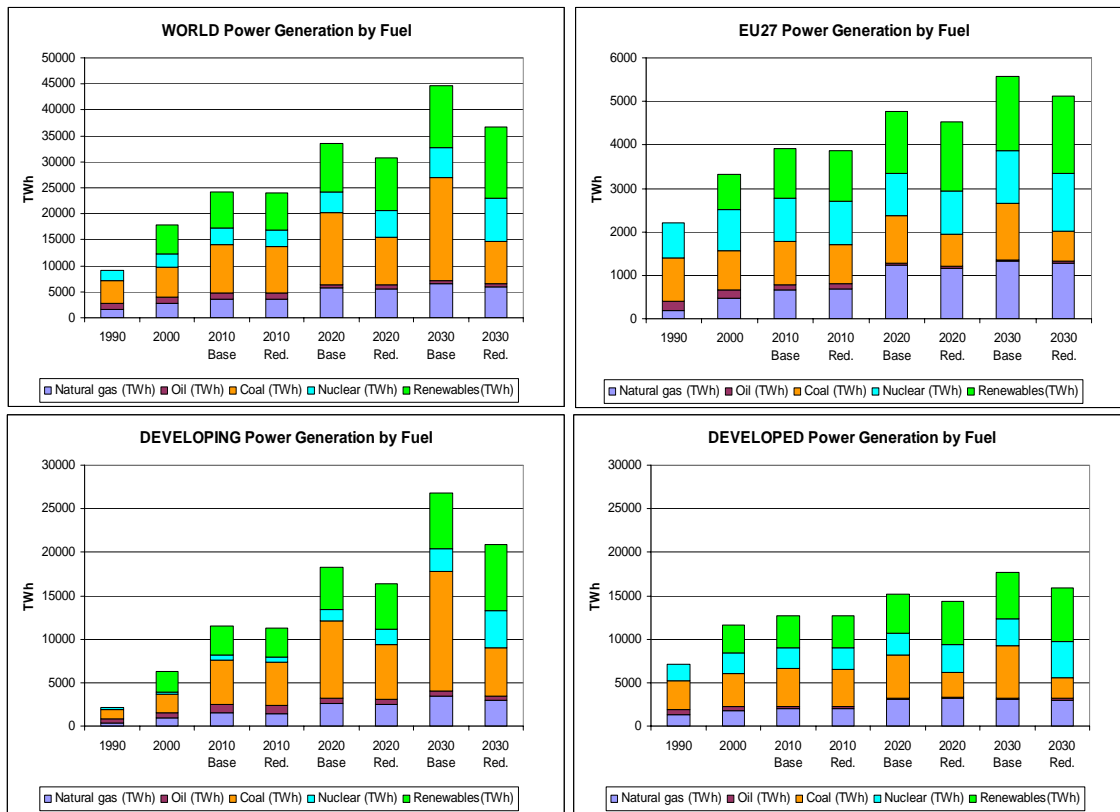 WORLD Power Generation by Fuel
50000
45000
40000
35000
30000
25000
20000
15000
10000
5000
0
TWh
1990 2000 2010 2010 2020 2020 2030 2030
Base Red. Base Red. Base Red.
Natural gas (TWh) Oil (TWh) Coal (TWh) Nuclear (TWh) Renewables(TWh)
EU27 Power Generation by Fuel
6000
5000
4000
3000
2000
1000
0
TWh
1990 2000 2010 2010 2020 2020 2030 2030
Base Red. Base Red. Base Red.
Natural gas (TWh) Oil (TWh) Coal (TWh) Nuclear (TWh) Renewables(TWh)
DEVELOPING Power Generation by Fuel
30000
25000
20000
15000
10000
5000
0
TWh
1990 2000 2010 2010 2020 2020 2030 2030
Base Red. Base Red. Base Red.
Natural gas (TWh) Oil (TWh) Coal (TWh) Nuclear (TWh) Renewables(TWh)
DEVELOPED Power Generation by Fuel
30000
25000
20000
15000
10000
5000
0
TWh
1990 2000 2010 2010 2020 2020 2030 2030
Base Red. Base Red. Base Red.
Natural gas (TWh) Oil (TWh) Coal (TWh) Nuclear (TWh) Renewables(TWh)